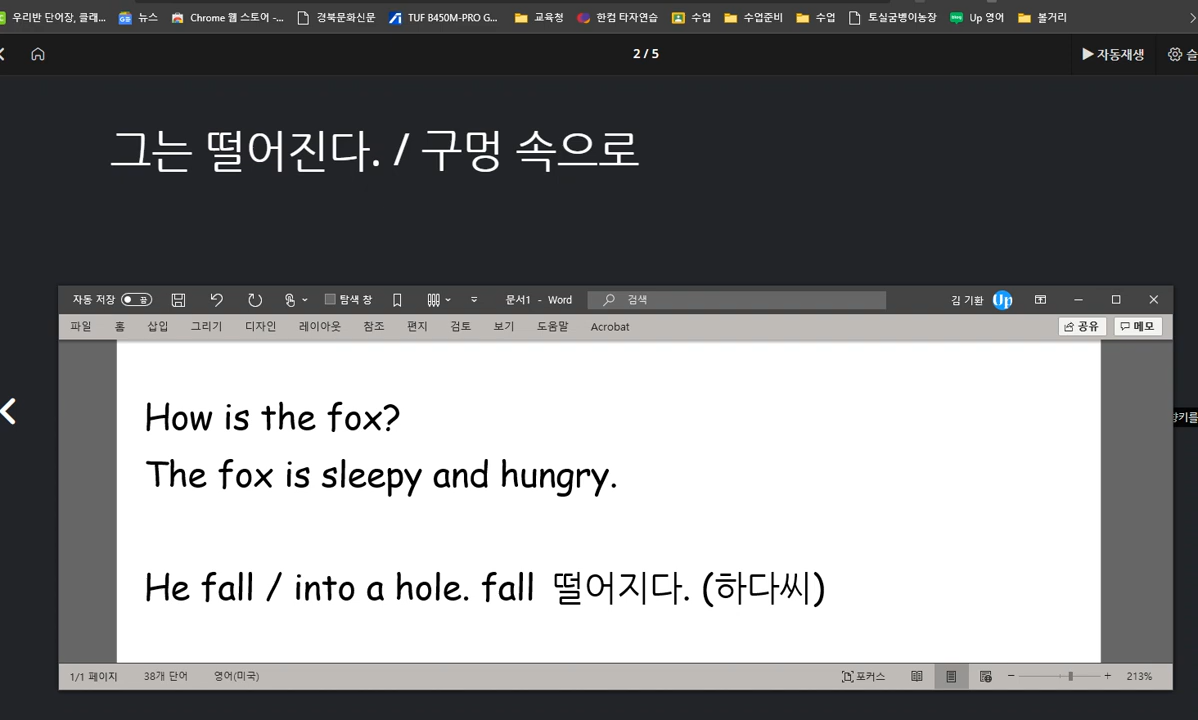 우리반 단어장, 클래... 뉴스 Chrome 웹 스토어 -... 경북문화신문 TUF B450M-PRO G... 교육청 한컴 타자연습 수업 수업준비 수업 토실굼벵이농장 Up 영어 볼거리
2 / 5 ▶자동재생 슬
그는 떨어진다. / 구멍 속으로
자동 저장 끔 탐색 창 문서1 - Word 검색 김 기환 Up
파일 홈 삽입 그리기 디자인 레이아웃 참조 편지 검토 보기 도움말 Acrobat 공유 메모
How is the fox?
향키를
The fox is sleepy and hungry.
He fall / into a hole. fall 떨어지다. (하다씨)
1/1 페이지 38개 단어 영어(미국) 포커스 - + 213%